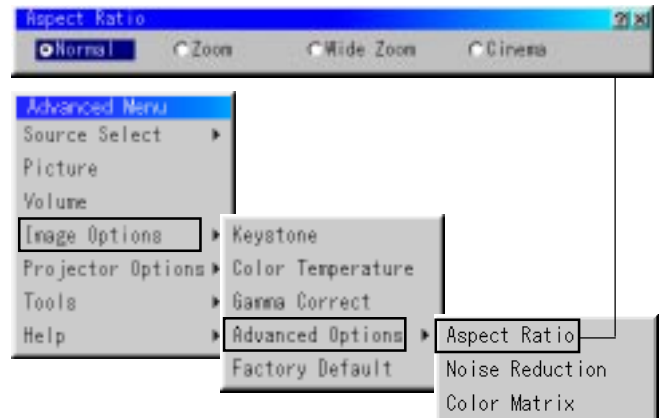 Aspect Ratio
Normal Zoom Wide Zoom Cinema
Advanced Menu
Source Select
Picture
Volume
Image Options
Projector Options
Tools
Help
Keystone
Color Temperature
Gamma Correct
Advanced Options
Factory Default
Aspect Ratio
Noise Reduction
Color Matrix